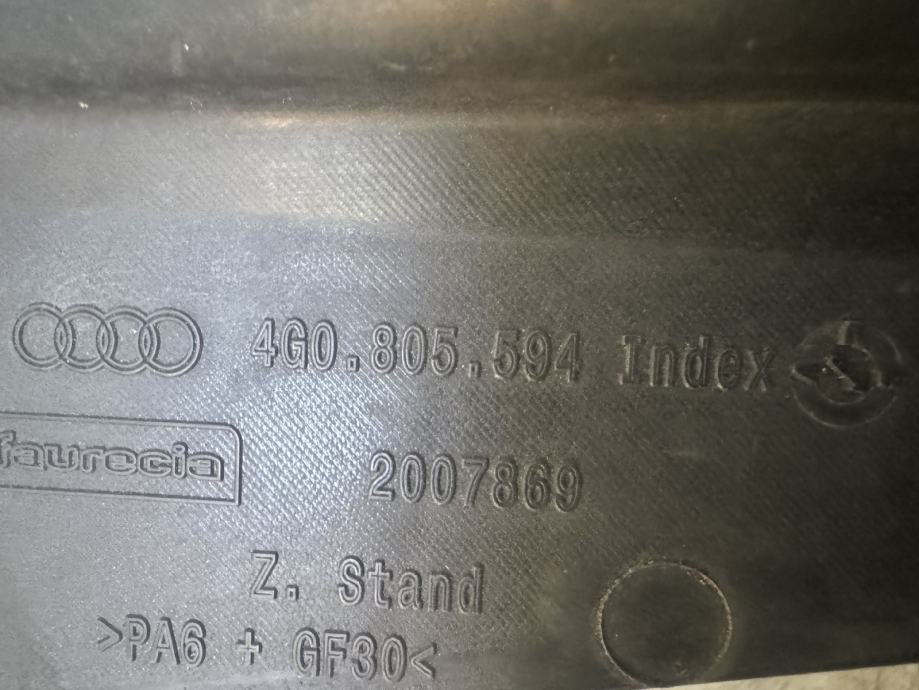 4G0.805.594 Index
faurecia
2007869
Z. Stand
>PA6 + GF30<